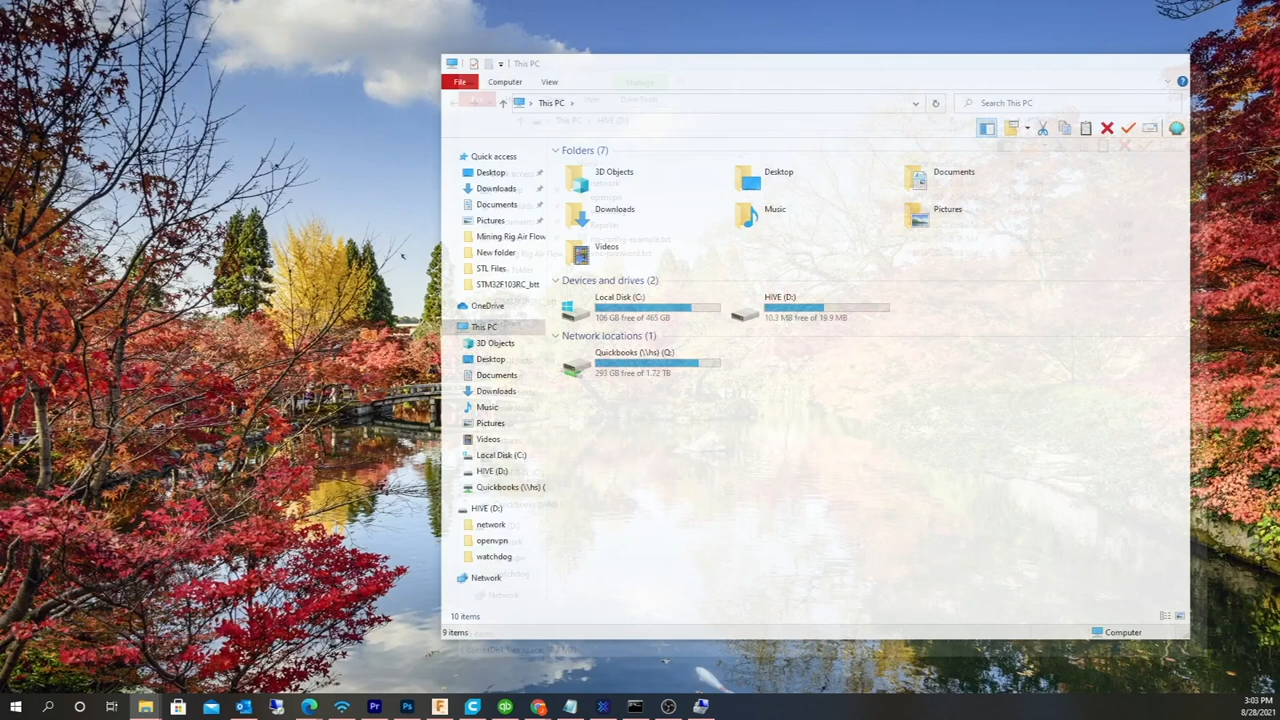 This PC
File Computer View
This PC
Search This PC
Quick access
Desktop
Downloads
Documents
Pictures
Mining Rig Air Flow
New folder
STL Files
STM32F103RC_btt
OneDrive
This PC
3D Objects
Desktop
Documents
Downloads
Music
Pictures
Videos
Local Disk (C:)
HIVE (D:)
Quickbooks (\\hs) (
HIVE (D:)
network
openvpn
watchdog
Network
Folders (7)
3D Objects
Desktop
Documents
Downloads
Music
Pictures
Videos
Devices and drives (2)
Local Disk (C:)
106 GB free of 465 GB
HIVE (D:)
10.3 MB free of 19.9 MB
Network locations (1)
Quickbooks (\\hs) (Q:)
293 GB free of 1.72 TB
10 items
9 items
Computer
3:03 PM
8/28/2021